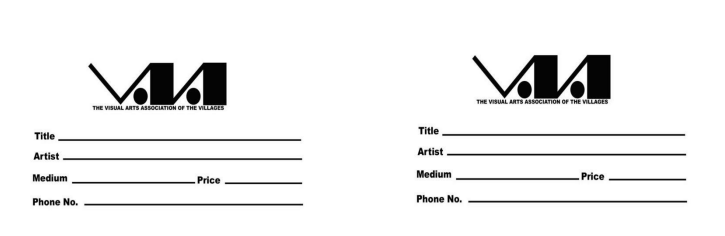 THE VISUAL ARTS ASSOCIATION OF THE VILLAGES
Title
Artist
Medium Price
Phone No.
THE VISUAL ARTS ASSOCIATION OF THE VILLAGES
Title
Artist
Medium Price
Phone No.